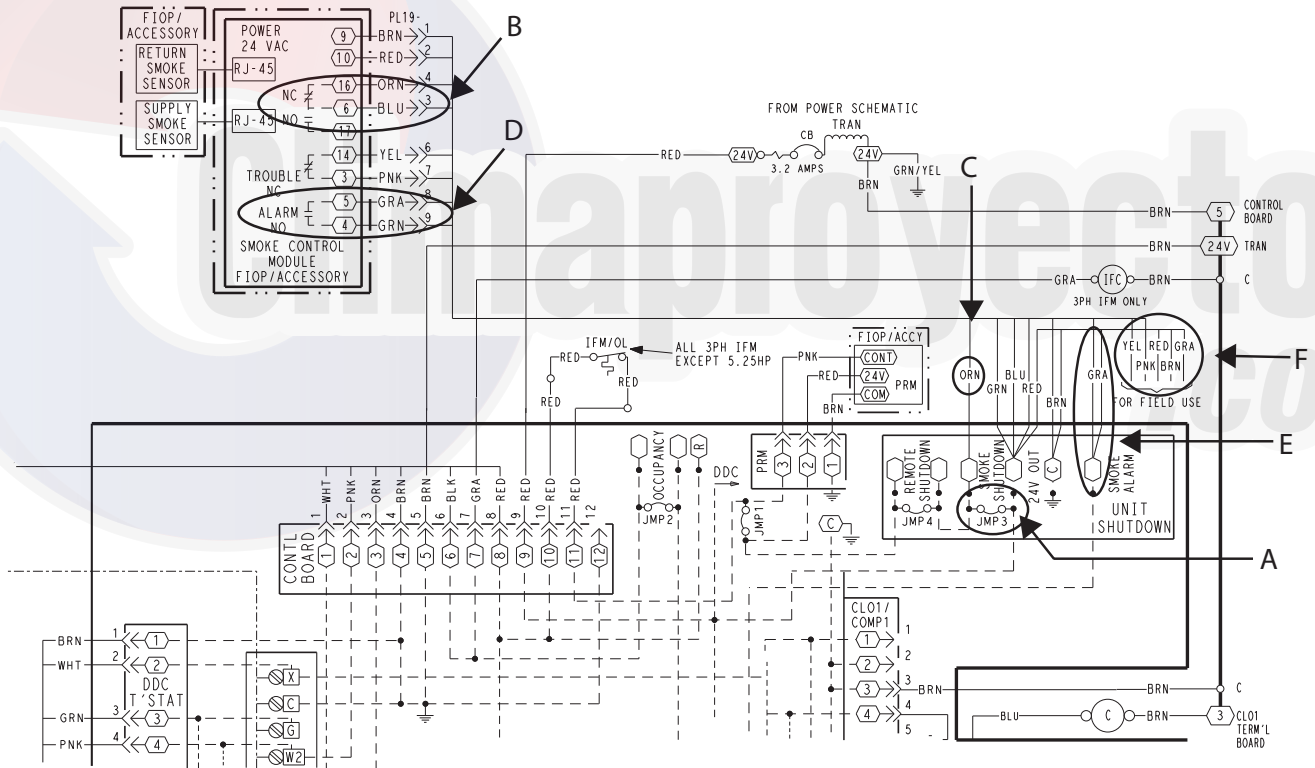 FIOP/
ACCESSORY
RETURN
SMOKE
SENSOR
SUPPLY
SMOKE
SENSOR
POWER
24 VAC
RJ-45
RJ-45
NC
NO
TROUBLE
NC
ALARM
NO
SMOKE CONTROL
MODULE
FIOP/ACCESSORY
PL19-
9 BRN 1
10 RED 2
16 ORN 4
6 BLU 3
17
14 YEL 6
3 PNK 7
5 GRA 8
4 GRN 9
B
D
FROM POWER SCHEMATIC
TRAN
CB
RED
24V
3.2 AMPS
24V
GRN/YEL
BRN
C
BRN
5
CONTROL
BOARD
BRN
24V
TRAN
GRA
IFC
BRN
C
3PH IFM ONLY
IFM/OL
ALL 3PH IFM
EXCEPT 5.25HP
RED
RED
RED
FIOP/ACCY
PNK
CONT
RED
24V
PRM
BRN
COM
ORN
GRN
BLU
RED
BRN
GRA
YEL RED GRA
PNK BRN
FOR FIELD USE
F
E
A
OCCUPANCY
JMP2
R
DDC
PRM
3
2
1
JMP1
C
REMOTE
SHUTDOWN
JMP4
SMOKE
SHUTDOWN
JMP3
24V OUT
C
SMOKE
ALARM
UNIT
SHUTDOWN
WHT
PNK
ORN
BRN
BRN
BLK
GRA
RED
RED
RED
RED
1 2 3 4 5 6 7 8 9 10 11 12
CONTL
BOARD
1 2 3 4 5 6 7 8 9 10 11 12
BRN 1 1
WHT 2 2
DDC
T'STAT
GRN 3 3
PNK 4 4
X
C
G
W2
CLO1/
COMP1
1 1
2 2
3 3
4 4
5
BRN
BRN
C
BLU
C
BRN
3
CLO1
TERM'L
BOARD
climaproyecto
.co